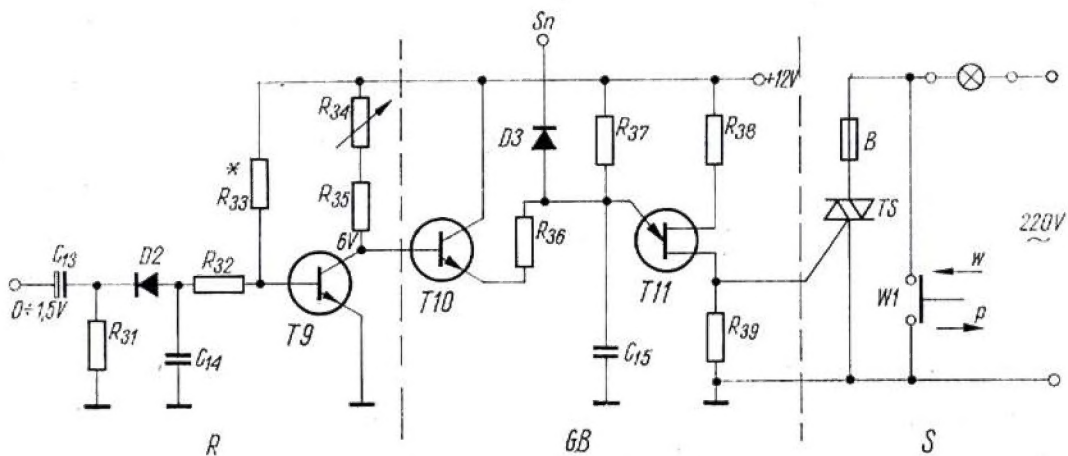 Sn
+12V
R34
R37
R38
D3
B
*
R33
R35
TS
6V
R36
220V
~
C13
D2
R32
w
0÷1,5V
T9
T10
T11
W1
p
R31
C14
C15
R39
R
GB
S